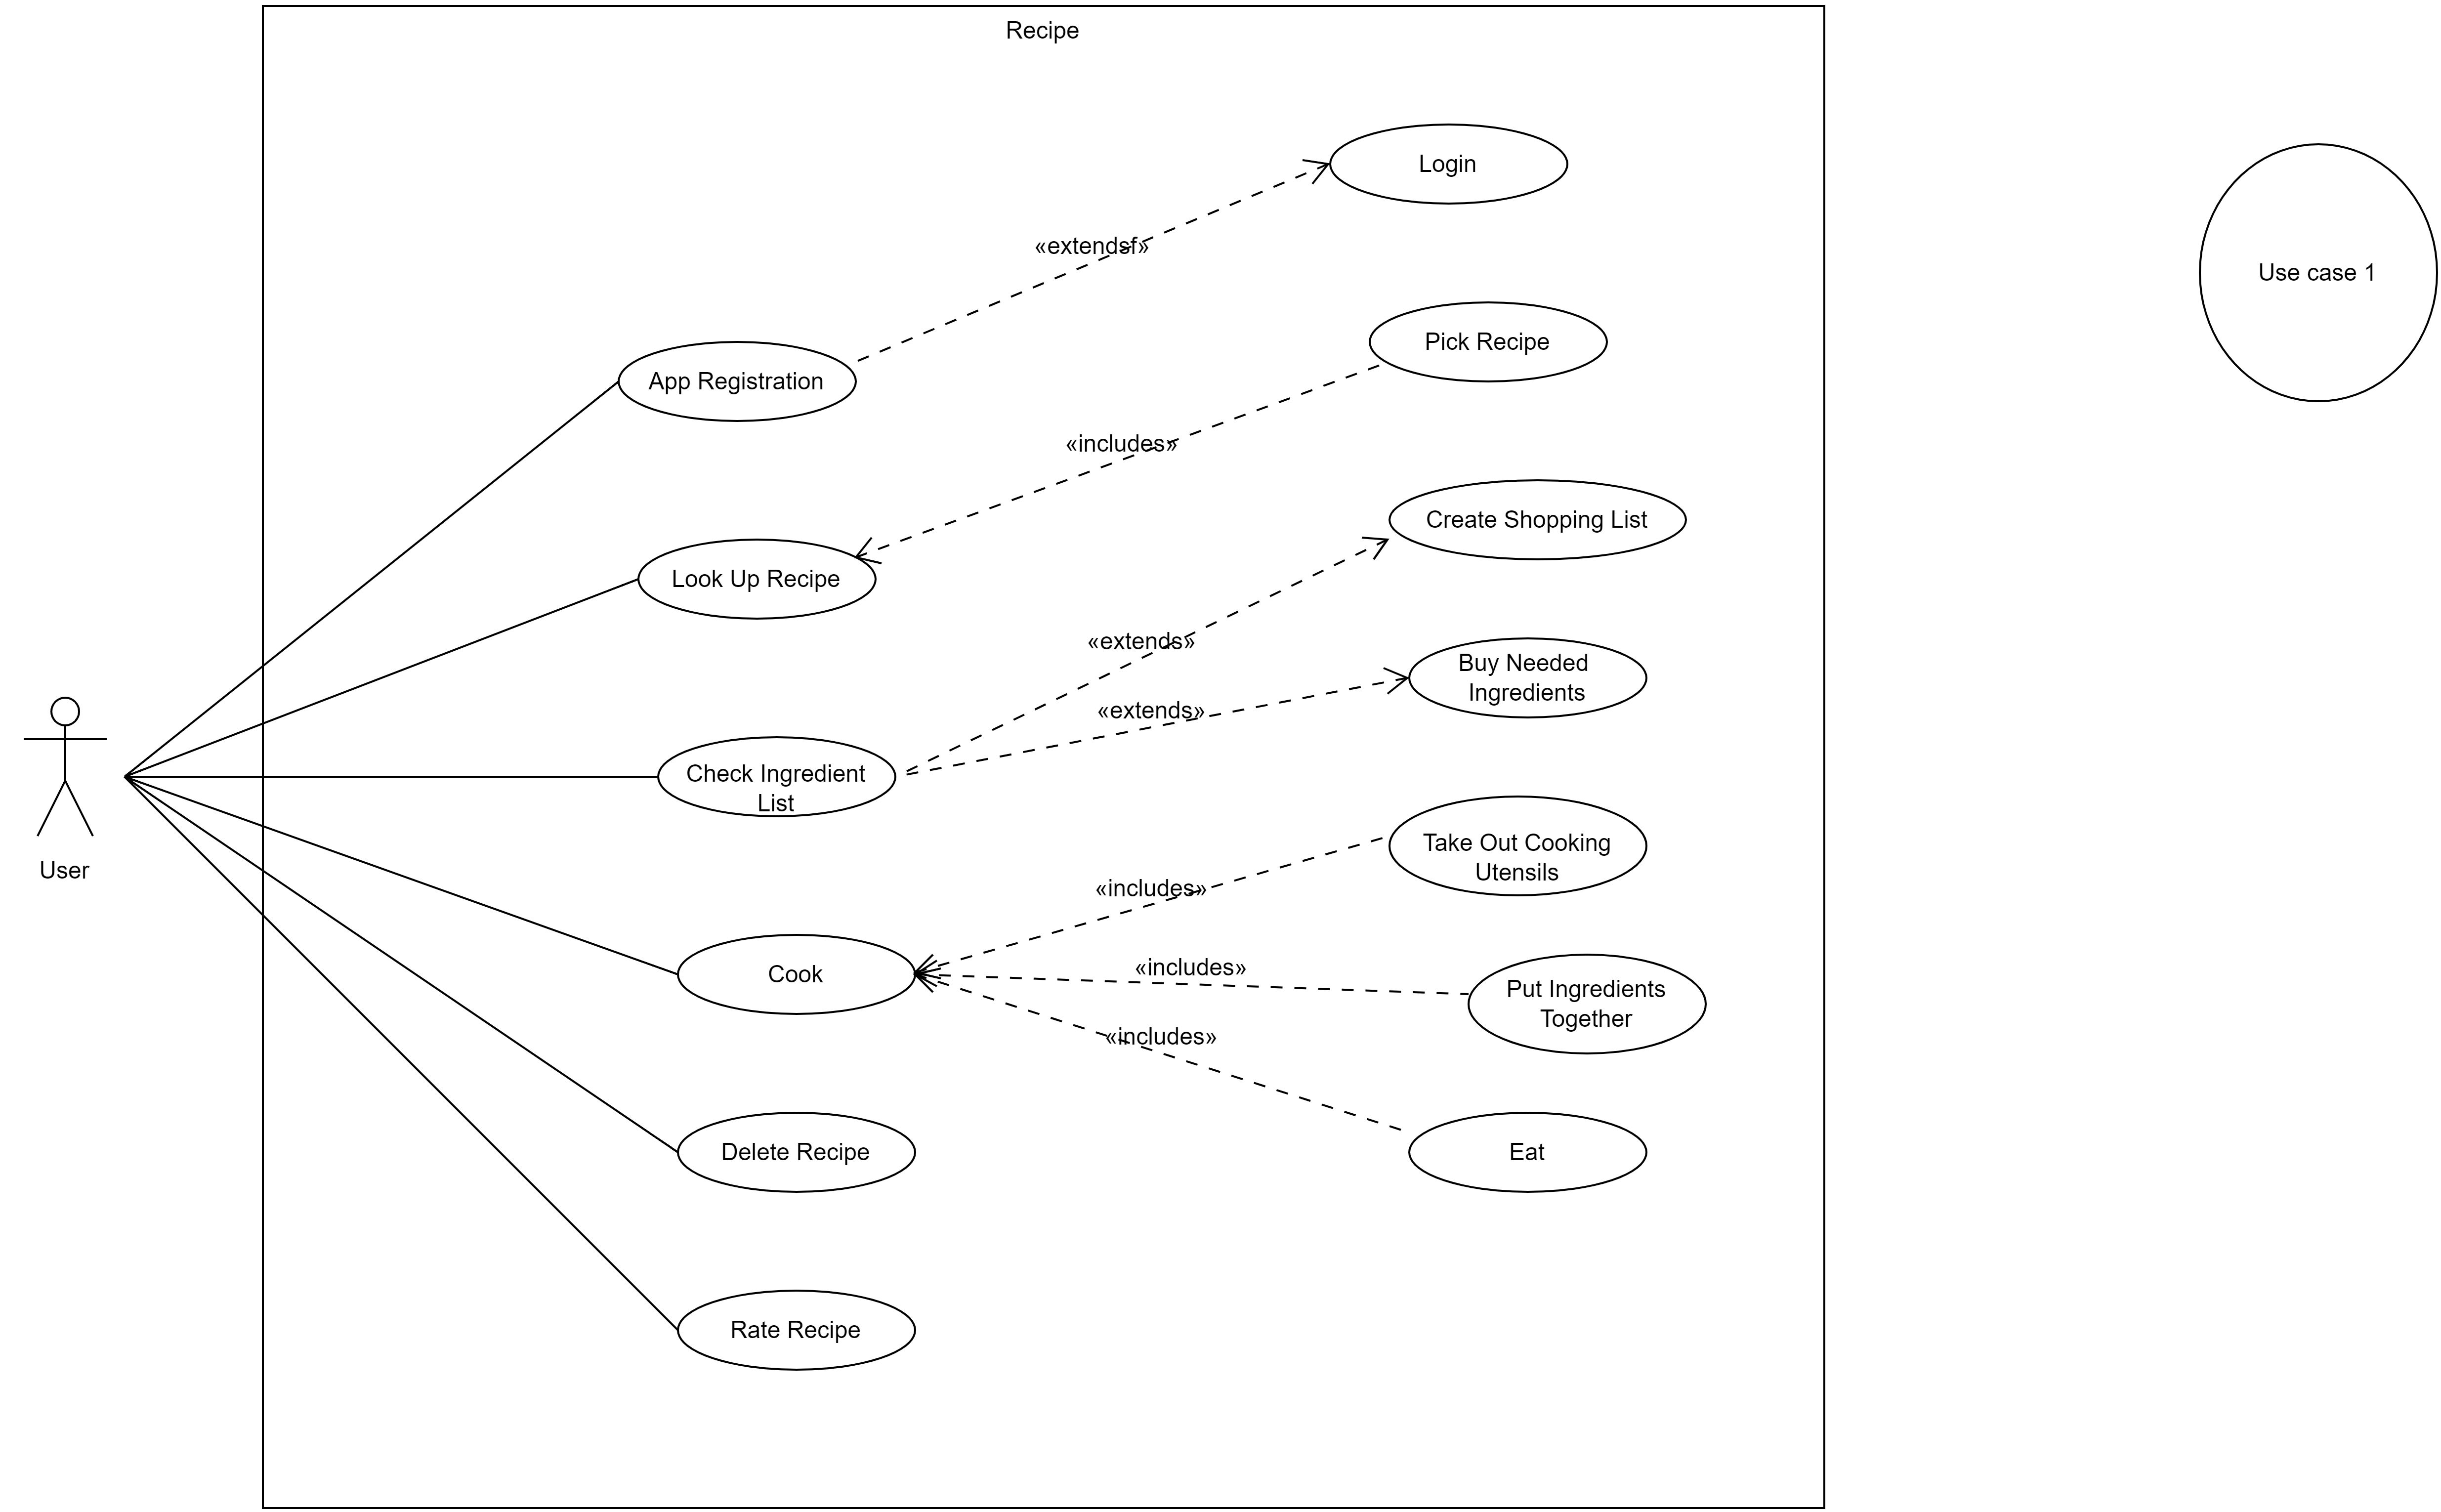 Recipe
Login
«extendsf»
Use case 1
Pick Recipe
App Registration
«includes»
Create Shopping List
Look Up Recipe
«extends»
Buy Needed
Ingredients
«extends»
Check Ingredient
List
Take Out Cooking
Utensils
User
«includes»
«includes»
Cook
Put Ingredients
Together
«includes»
Delete Recipe
Eat
Rate Recipe